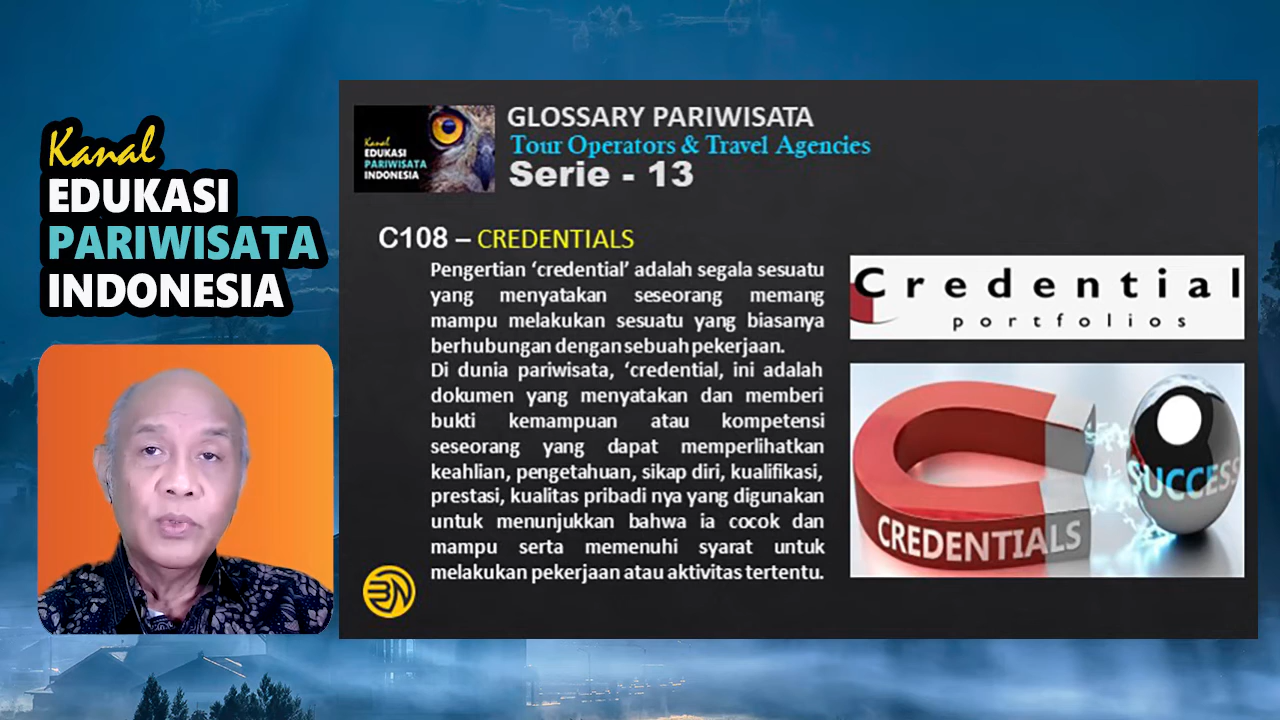 Kanal
EDUKASI
PARIWISATA
INDONESIA
Kanal
EDUKASI
PARIWISATA
INDONESIA
GLOSSARY PARIWISATA
Tour Operators & Travel Agencies
Serie - 13
C108 – CREDENTIALS
Pengertian ‘credential’ adalah segala sesuatu
yang menyatakan seseorang memang
mampu melakukan sesuatu yang biasanya
berhubungan dengan sebuah pekerjaan.
Di dunia pariwisata, ‘credential, ini adalah
dokumen yang menyatakan dan memberi
bukti kemampuan atau kompetensi
seseorang yang dapat memperlihatkan
keahlian, pengetahuan, sikap diri, kualifikasi,
prestasi, kualitas pribadi nya yang digunakan
untuk menunjukkan bahwa ia cocok dan
mampu serta memenuhi syarat untuk
melakukan pekerjaan atau aktivitas tertentu.
Credential
portfolios
CREDENTIALS
SUCCESS
BN